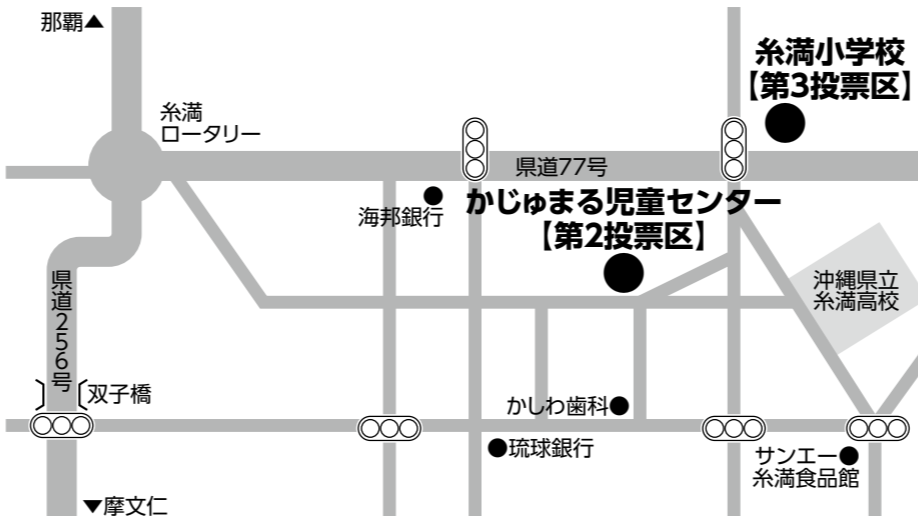 那覇▲
糸満小学校
【第3投票区】
糸満
ロータリー
県道77号
海邦銀行
かじゅまる児童センター
【第2投票区】
沖縄県立
糸満高校
県道256号
双子橋
かしわ歯科●
●琉球銀行
サンエー●
糸満食品館
▼摩文仁